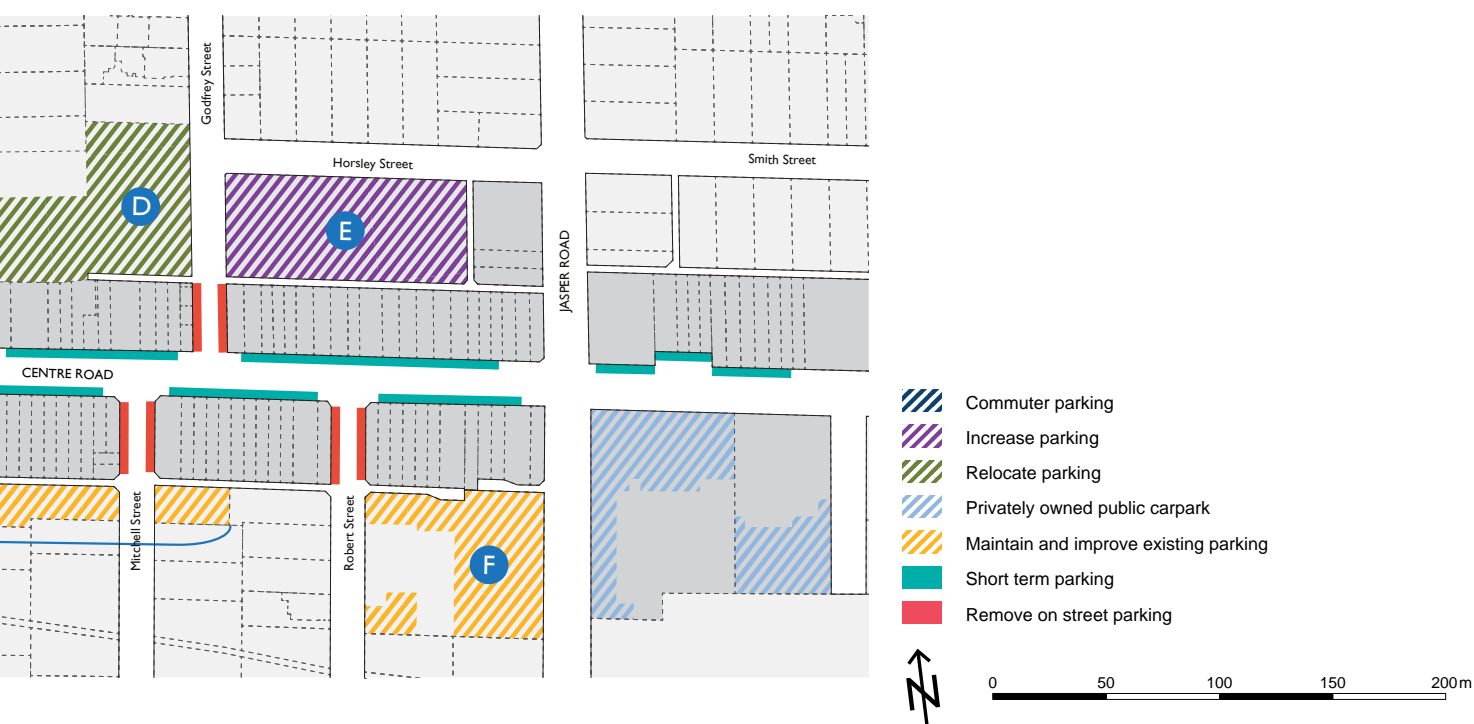 Godfrey Street
Horsley Street
Smith Street
D
E
JASPER ROAD
CENTRE ROAD
Mitchell Street
Robert Street
F
Commuter parking
Increase parking
Relocate parking
Privately owned public carpark
Maintain and improve existing parking
Short term parking
Remove on street parking
N
0 50 100 150 200 m